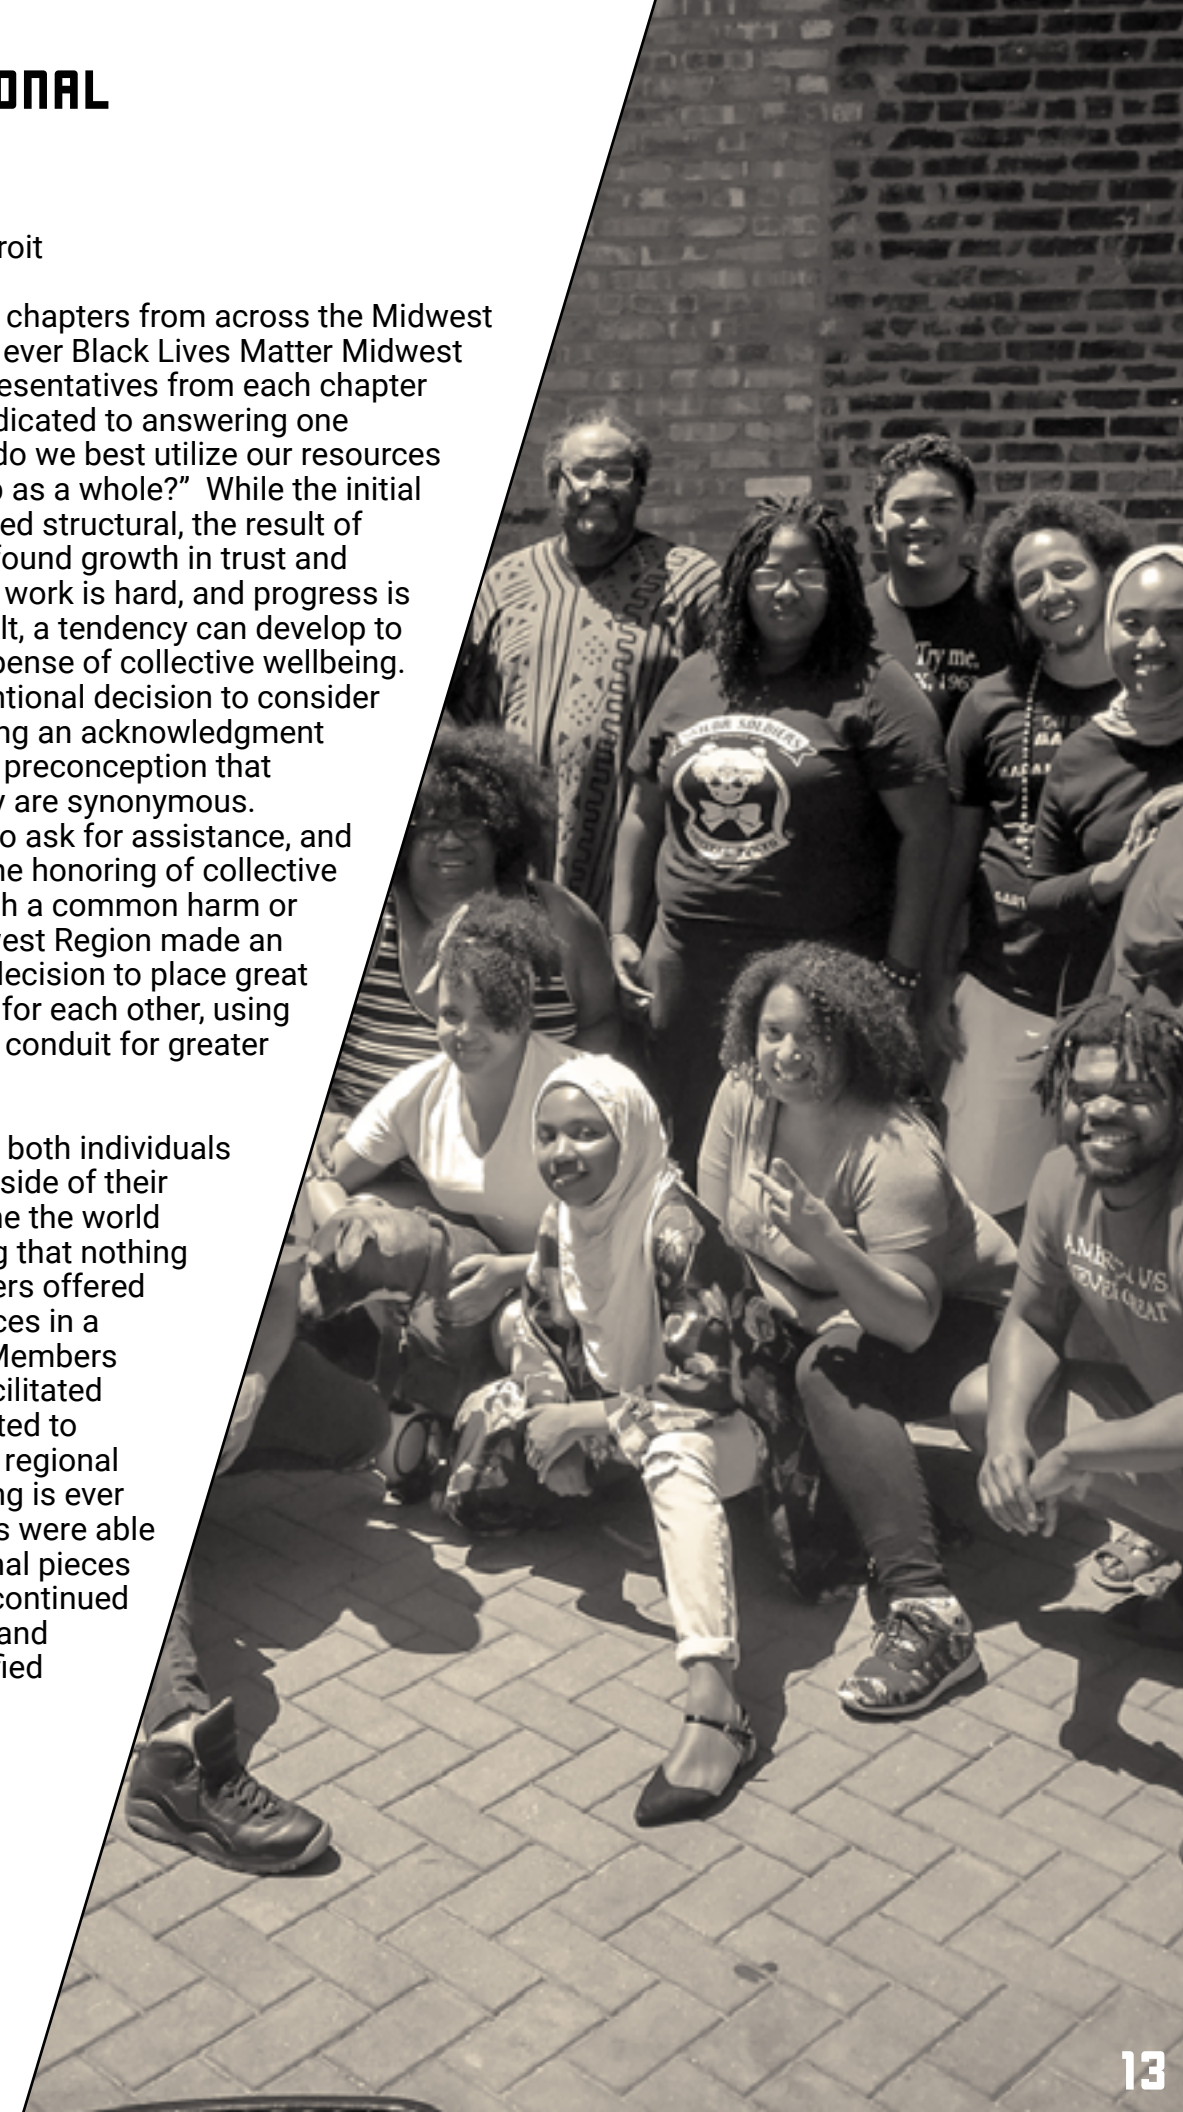 ONAL
roit
chapters from across the Midwest
ever Black Lives Matter Midwest
esentatives from each chapter
dicated to answering one
do we best utilize our resources
as a whole?” While the initial
ed structural, the result of
found growth in trust and
work is hard, and progress is
lt, a tendency can develop to
pense of collective wellbeing.
ntional decision to consider
ng an acknowledgment
preconception that
y are synonymous.
o ask for assistance, and
he honoring of collective
h a common harm or
west Region made an
decision to place great
for each other, using
conduit for greater
both individuals
side of their
ne the world
g that nothing
ers offered
ces in a
Members
cilitated
ted to
regional
ng is ever
s were able
nal pieces
continued
and
fied
Try me.
X, 1963
SAILOR SOLDIERS
13